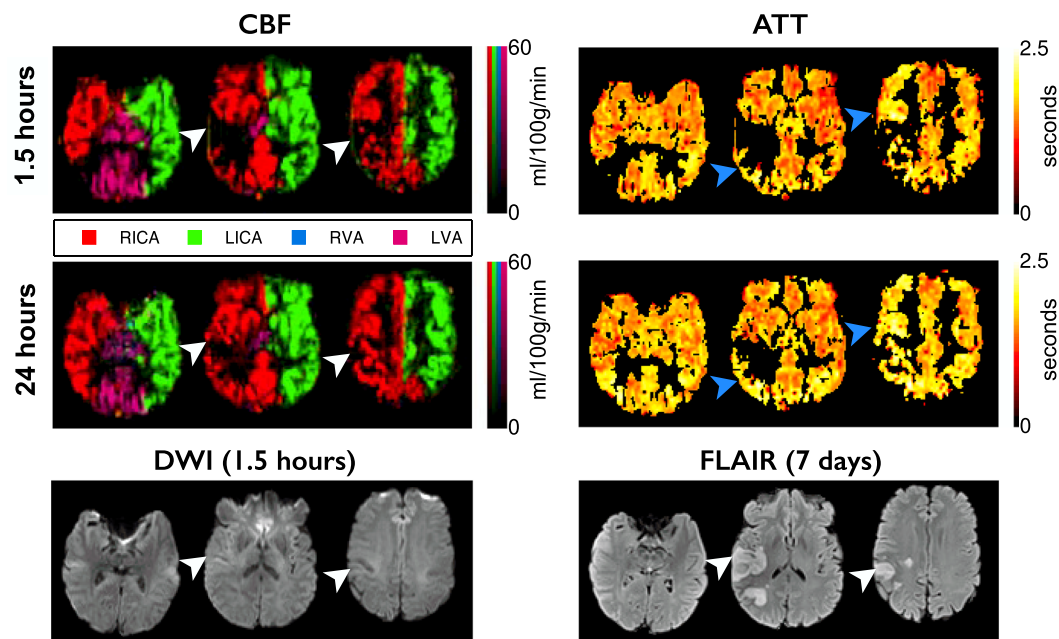 CBF
ATT
1.5 hours
60
0
ml/100g/min
2.5
0
seconds
RICA LICA RVA LVA
24 hours
60
0
ml/100g/min
2.5
0
seconds
DWI (1.5 hours)
FLAIR (7 days)